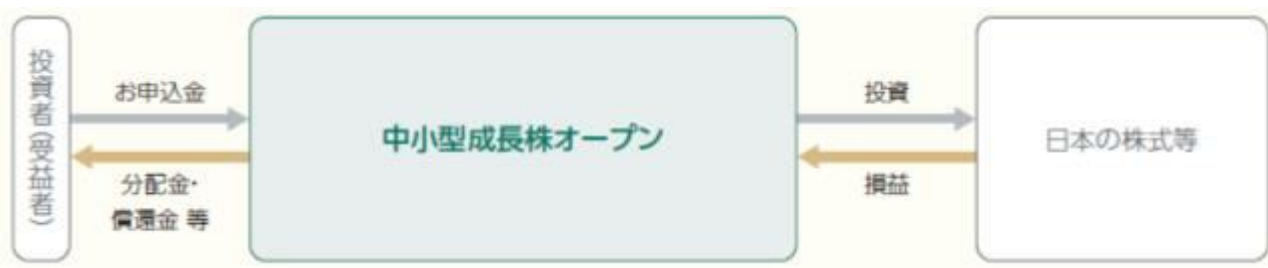 投資者(受益者)
お申込金
分配金・
償還金 等
中小型成長株オープン
投資
損益
日本の株式等